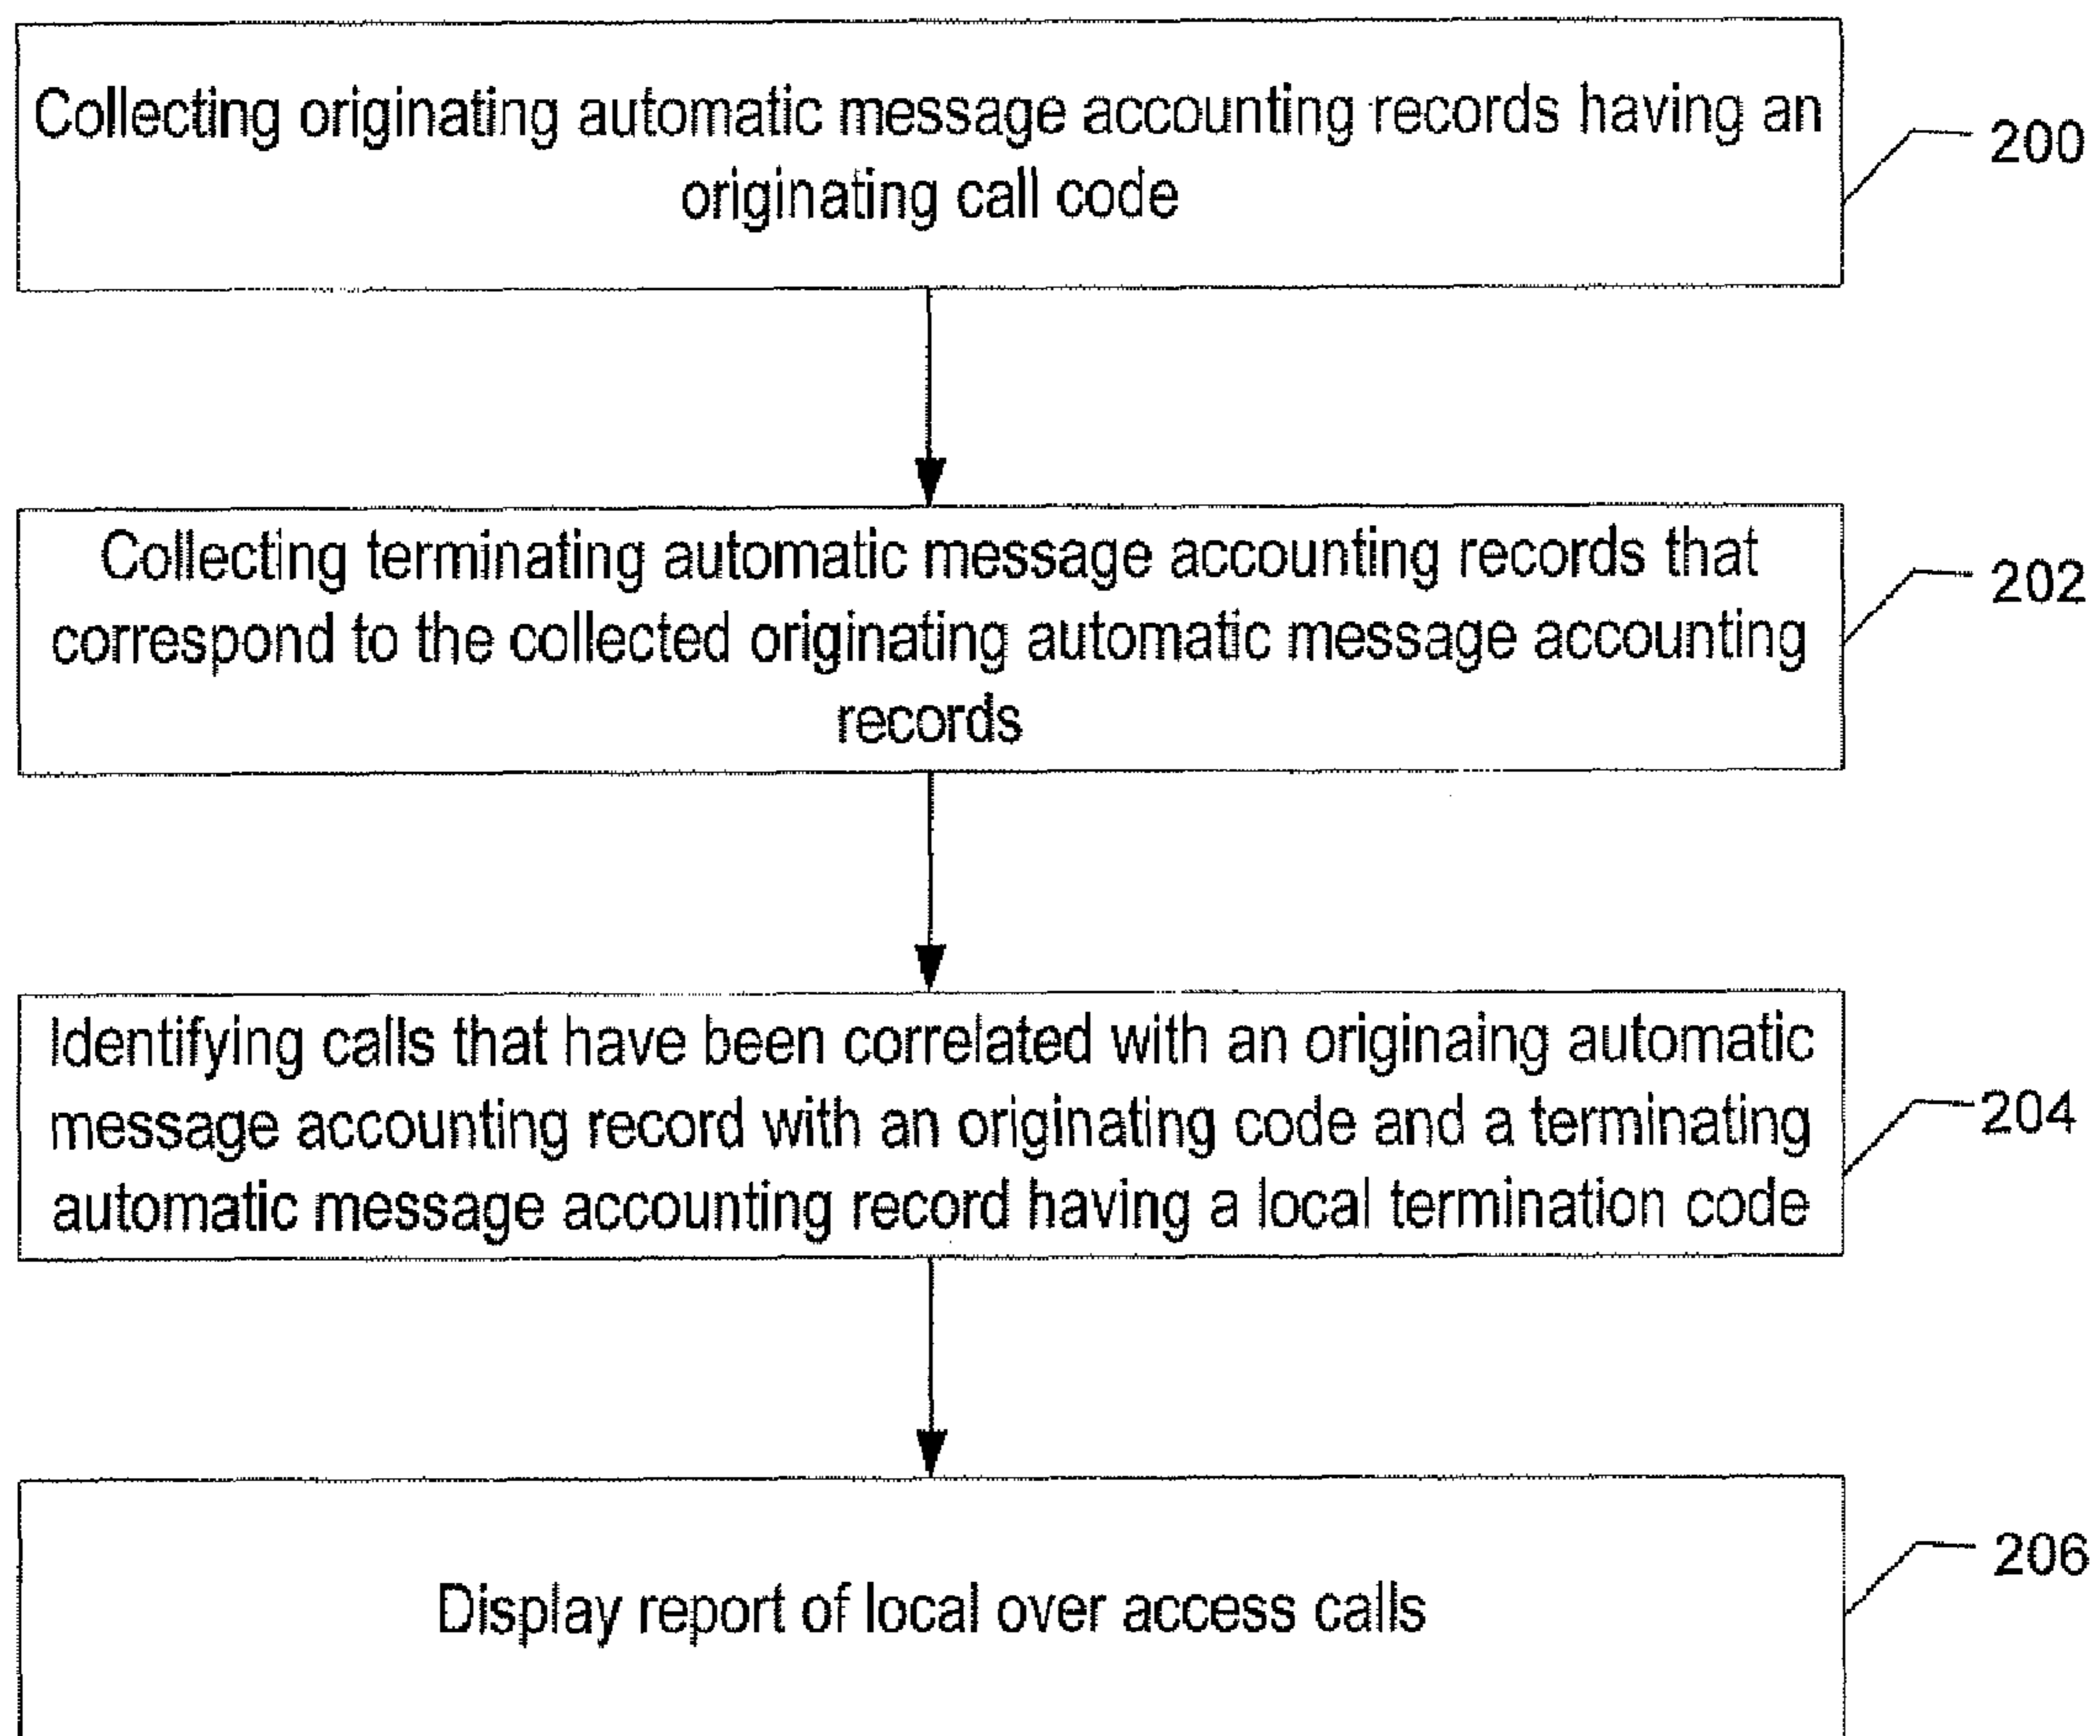 Collecting originating automatic message accounting records having an
originating call code
200
Collecting terminating automatic message accounting records that
correspond to the collected originating automatic message accounting
records
202
Identifying calls that have been correlated with an originaing automatic
message accounting record with an originating code and a terminating
automatic message accounting record having a local termination code
204
Display report of local over access calls
206